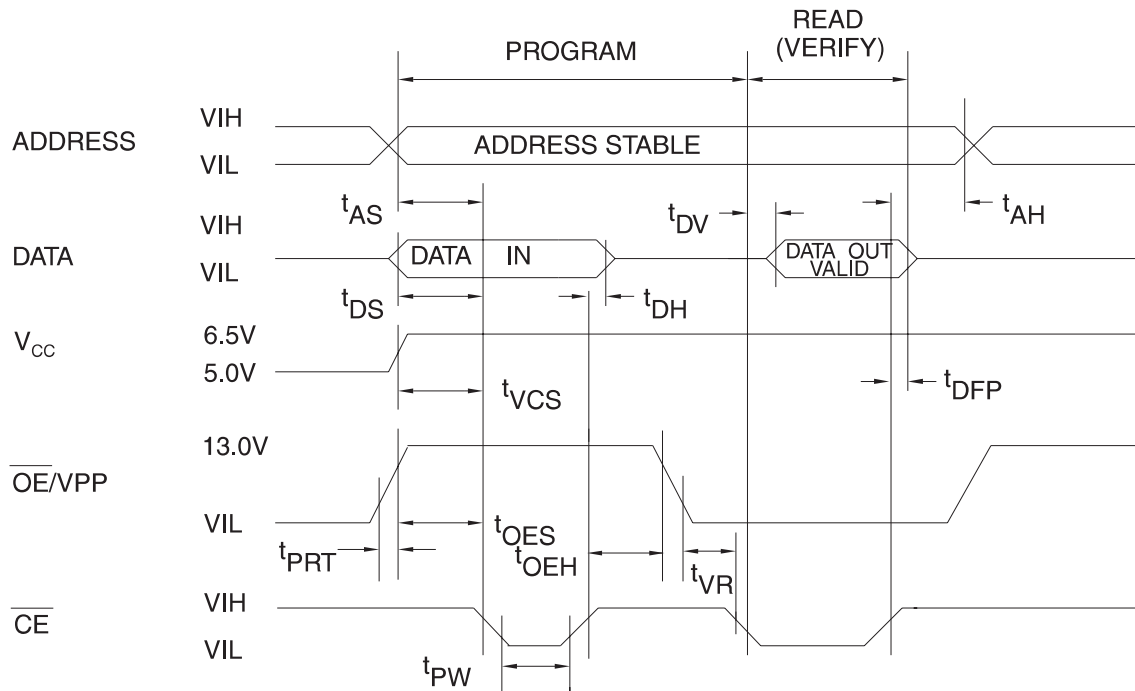 READ
PROGRAM (VERIFY)
VIH
ADDRESS ADDRESS STABLE
VIL
tAS tDV tAH
VIH
DATA DATA IN DATA OUT
VIL VALID
tDS tDH
VCC 6.5V
5.0V
tVCS tDFP
13.0V
OE/VPP
VIL
tOES
tPRT tOEH tVR
VIH
CE
VIL
tPW